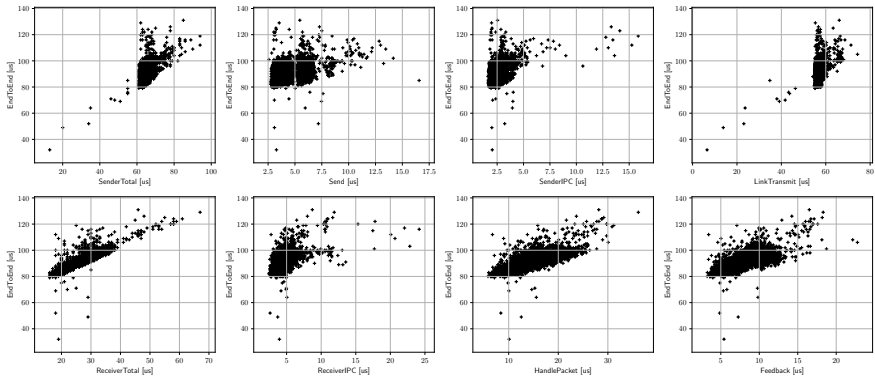 140
120
100
80
60
40
EndToEnd [us]
20 40 60 80 100
SenderTotal [us]
140
120
100
80
60
40
EndToEnd [us]
2.5 5.0 7.5 10.0 12.5 15.0 17.5
Send [us]
140
120
100
80
60
40
EndToEnd [us]
2.5 5.0 7.5 10.0 12.5 15.0
SenderIPC [us]
140
120
100
80
60
40
EndToEnd [us]
0 20 40 60 80
LinkTransmit [us]
140
120
100
80
60
40
EndToEnd [us]
20 30 40 50 60 70
ReceiverTotal [us]
140
120
100
80
60
40
EndToEnd [us]
5 10 15 20 25
ReceiverIPC [us]
140
120
100
80
60
40
EndToEnd [us]
10 20 30
HandlePacket [us]
140
120
100
80
60
40
EndToEnd [us]
5 10 15 20
Feedback [us]